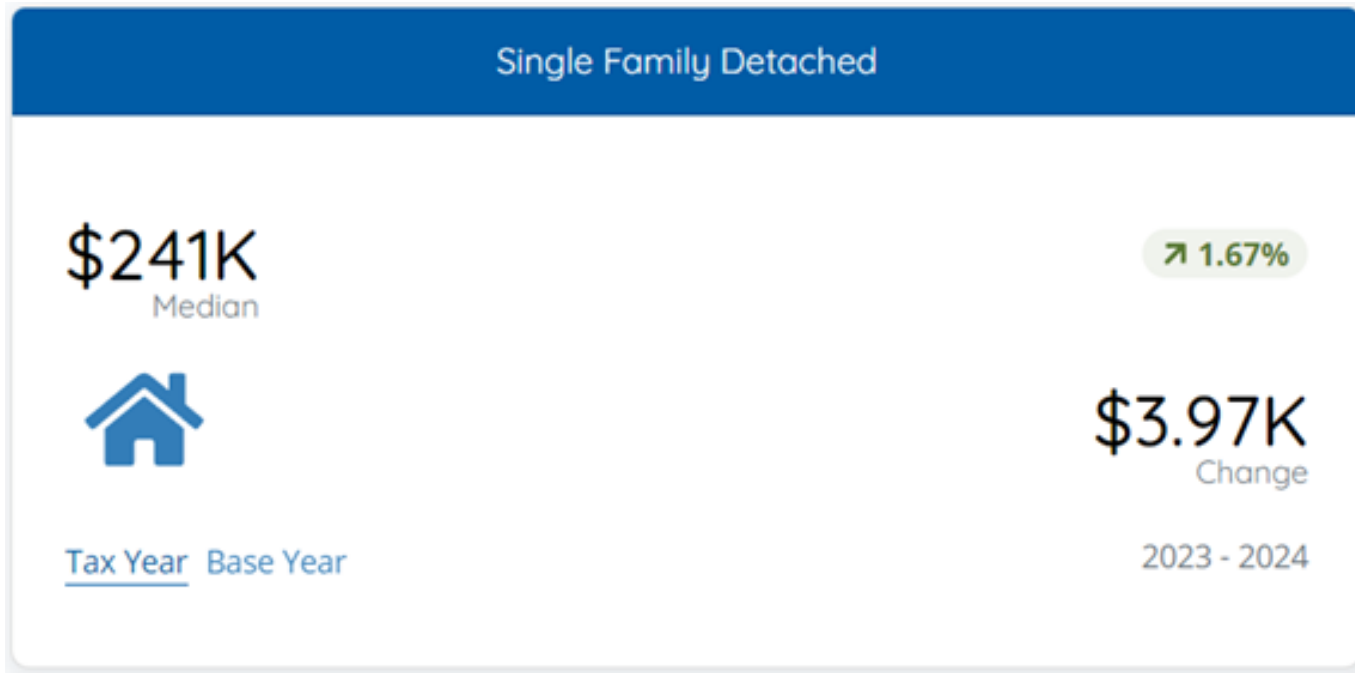 Single Family Detached
$241K
Median
1.67%
$3.97K
Change
Tax Year Base Year
2023 - 2024